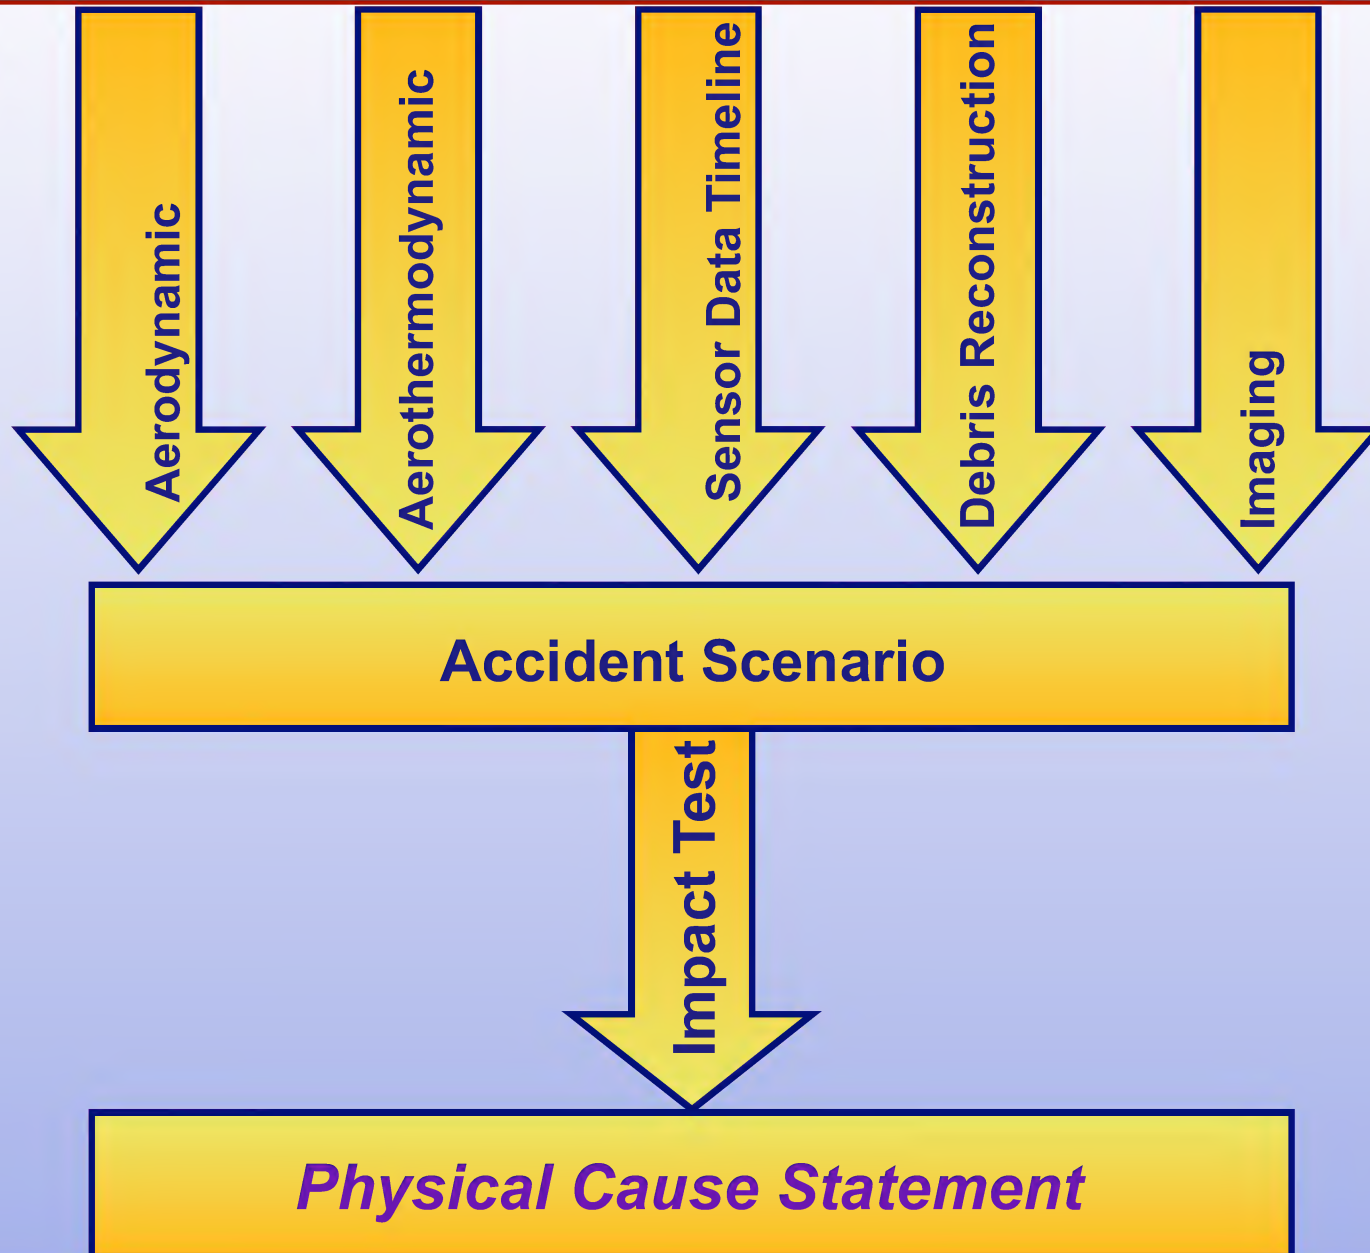 Aerodynamic
Aerothermodynamic
Sensor Data Timeline
Debris Reconstruction
Imaging
Accident Scenario
Impact Test
Physical Cause Statement